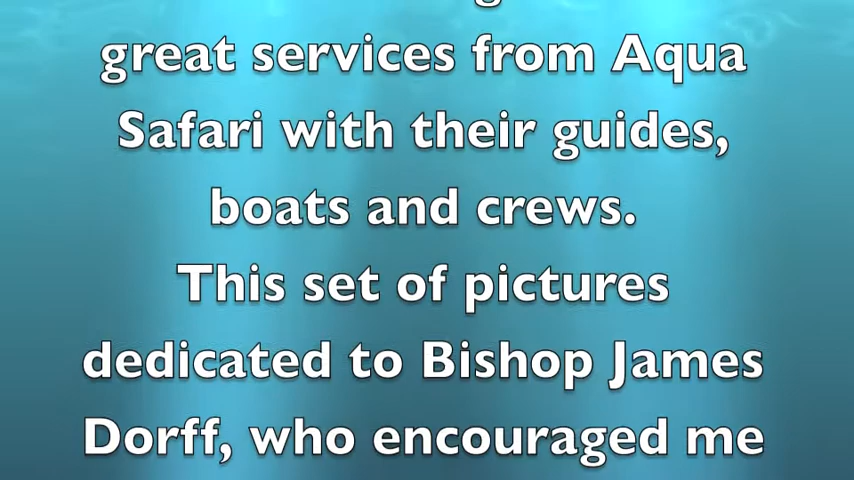 great services from Aqua
Safari with their guides,
boats and crews.
This set of pictures
dedicated to Bishop James
Dorff, who encouraged me